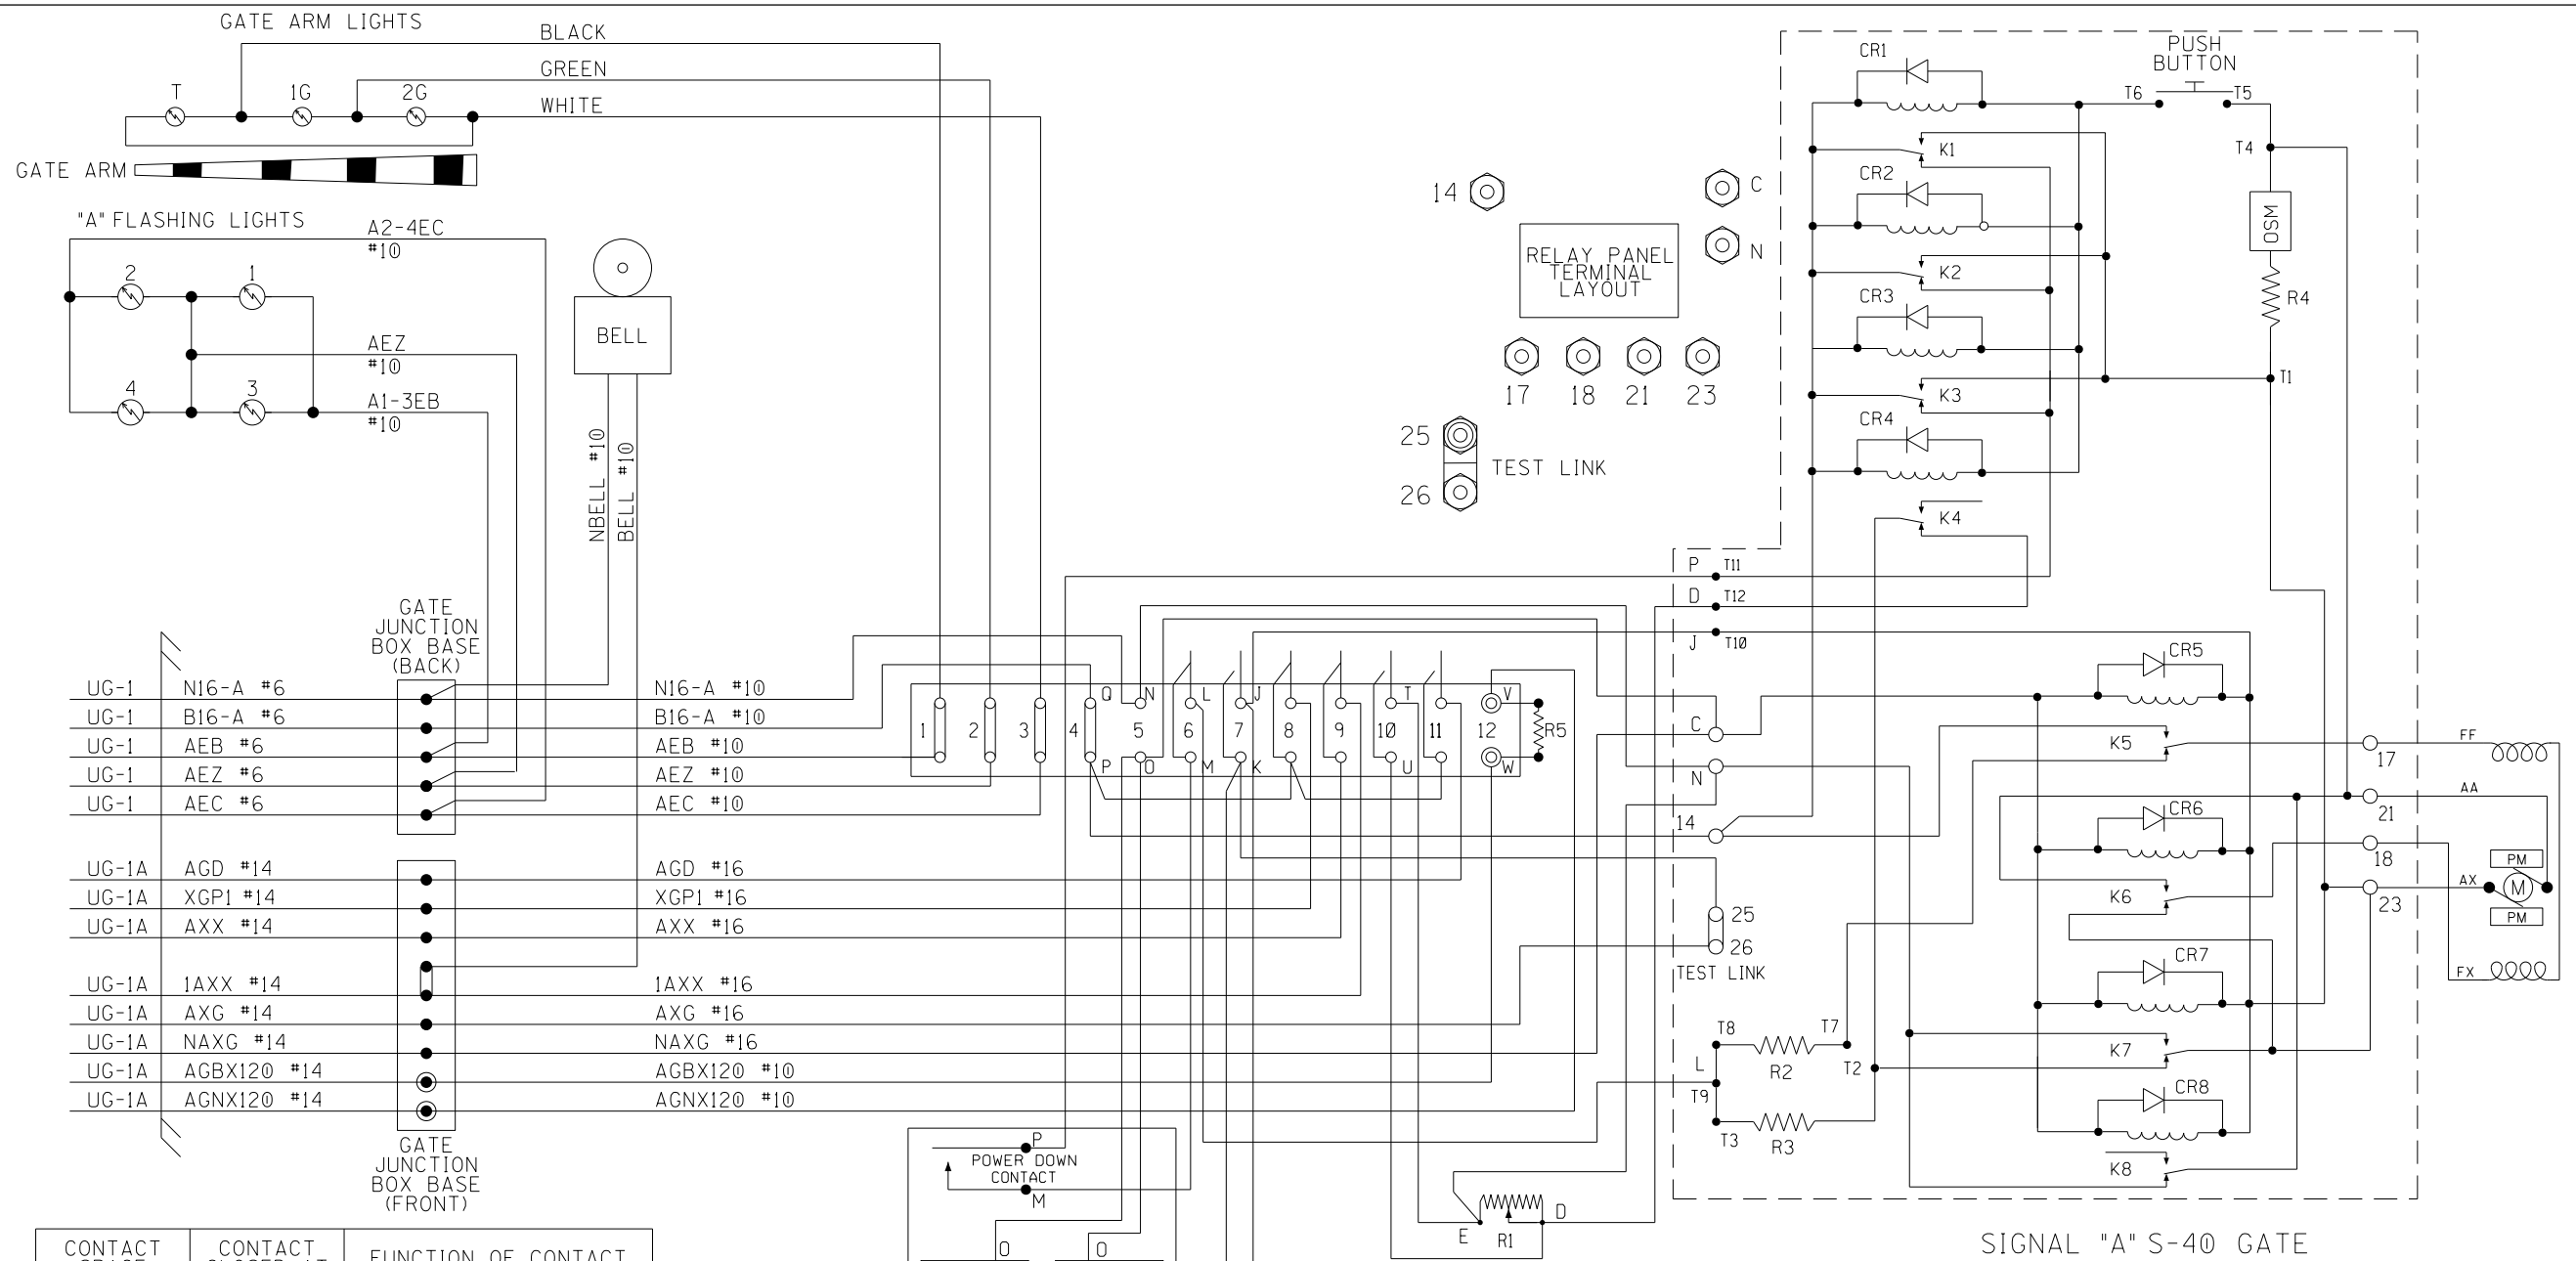 GATE ARM LIGHTS
BLACK
GREEN
WHITE
T
1G
2G
GATE ARM
"A" FLASHING LIGHTS
A2-4EC
#10
2
1
AEZ
#10
4
3
A1-3EB
#10
BELL
NBELL #10
BELL #10
GATE
JUNCTION
BOX BASE
(BACK)
UG-1 N16-A #6 N16-A #10
UG-1 B16-A #6 B16-A #10
UG-1 AEB #6 AEB #10
UG-1 AEZ #6 AEZ #10
UG-1 AEC #6 AEC #10
UG-1A AGD #14 AGD #16
UG-1A XGP1 #14 XGP1 #16
UG-1A AXX #14 AXX #16
UG-1A 1AXX #14 1AXX #16
UG-1A AXG #14 AXG #16
UG-1A NAXG #14 NAXG #16
UG-1A AGBX120 #14 AGBX120 #10
UG-1A AGNX120 #14 AGNX120 #10
GATE
JUNCTION
BOX BASE
(FRONT)
CONTACT
CONTACT
FUNCTION OF CONTACT
Q N L J T V
1 2 3 4 5 6 7 8 9 10 11 12 R5
P O M K U W
P
POWER DOWN
CONTACT
M
O
O
E
R1
D
14
C
N
RELAY PANEL
TERMINAL
LAYOUT
17 18 21 23
25
TEST LINK
26
CR1
PUSH
BUTTON
T6
T5
K1
T4
CR2
OSM
K2
R4
CR3
T1
K3
CR4
K4
P T11
D T12
J T10
CR5
C
K5
17
FF
N
21
AA
CR6
14
18
PM
K6
AX
M
23
PM
25
26
TEST LINK
CR7
FX
T8
T7
R2
L
T2
K7
T9
CR8
T3
R3
K8
SIGNAL "A" S-40 GATE